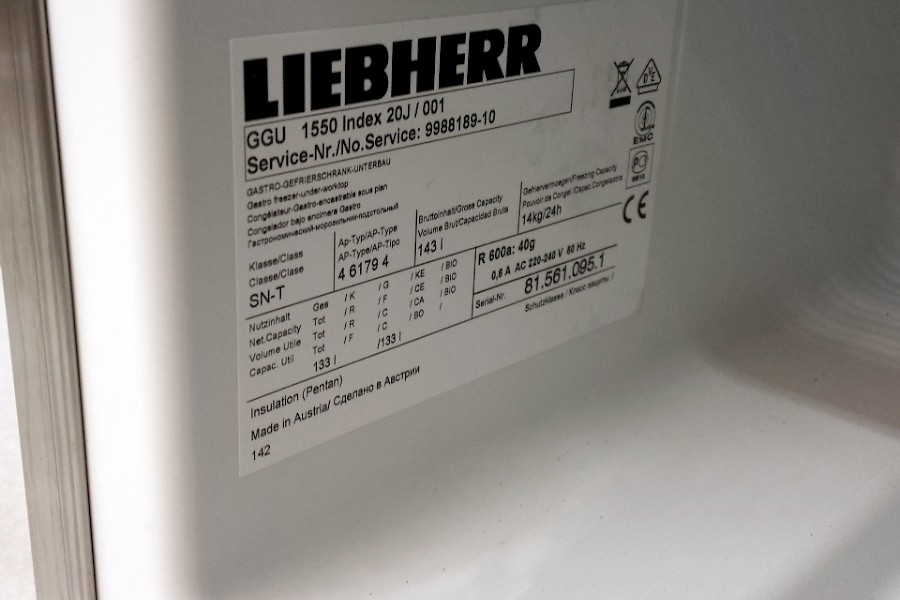 LIEBHERR
GGU 1550 Index 20J / 001
Service-Nr./No.Service: 9988189-10
GASTRO-GEFRIERSCHRANK-UNTERBAU
Gastro freezer-under-worktop
Congélateur-Gastro-encastrable sous plan
Congelador bajo encimera Gastro
Гастрономический-морозильник-подстольный
Klasse/Class
Classe/Clase
SN-T
Ap-Typ/AP-Type
AP-Type/AP-Tipo
4 6179 4
Bruttoinhalt/Gross Capacity
Volume Brut/Capacidad Bruta
143 l
Gefriervermoegen/Freezing Capacity
Pouvoir de Congel./Capac.Congeladora
14kg/24h
Nutzinhalt Ges /K /G /KE /BIO
Net.Capacity Tot /R /F /CE /BIO
Volume Utile Tot /R /C /CA /BIO
Capac. Util Tot /F /C /BO /
133 l /133 l
R 600a: 40g
0,6 A AC 220-240 V 50 Hz
Serial-Nr. 81.561.095.1
Schutzklasse / Класс защиты: I
Insulation (Pentan)
Made in Austria/ Сделано в Австрии
142
EMC
CE